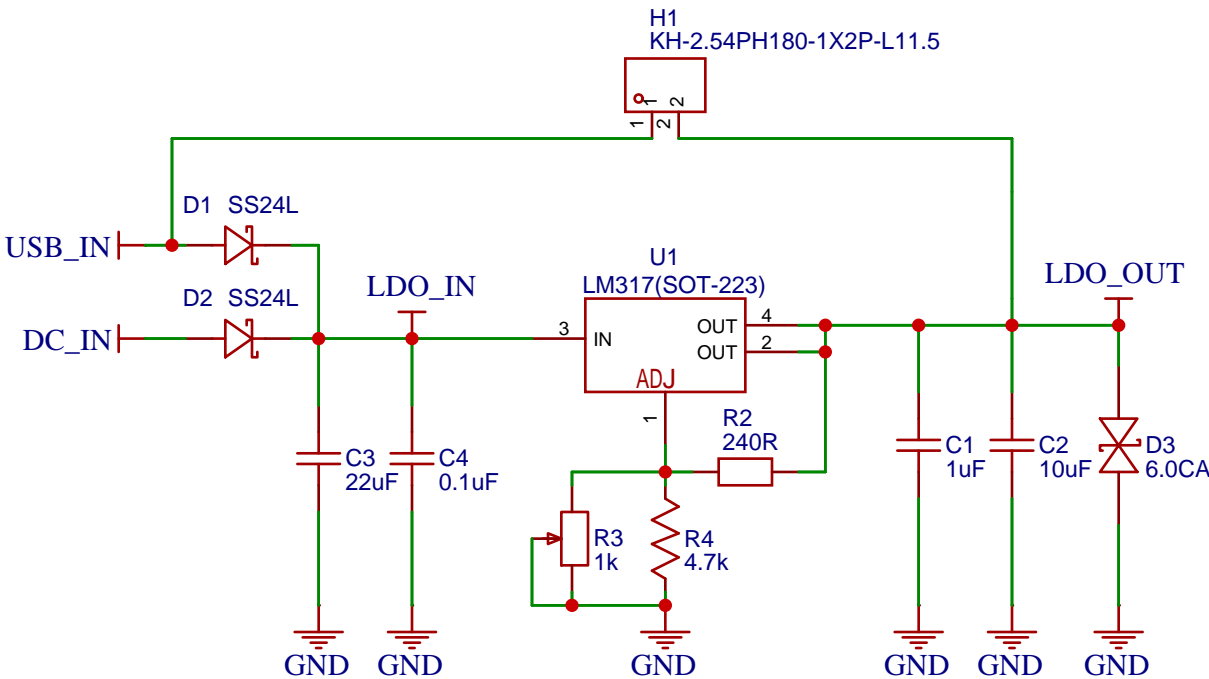 H1
KH-2.54PH180-1X2P-L11.5
1 2
1 2
D1 SS24L
USB_IN
D2 SS24L
DC_IN
LDO_IN
U1
LM317(SOT-223)
3 IN
OUT 4
OUT 2
ADJ
1
LDO_OUT
R2
240R
C3
22uF
C4
0.1uF
C1
1uF
C2
10uF
D3
6.0CA
R3
1k
R4
4.7k
GND
GND
GND
GND
GND
GND